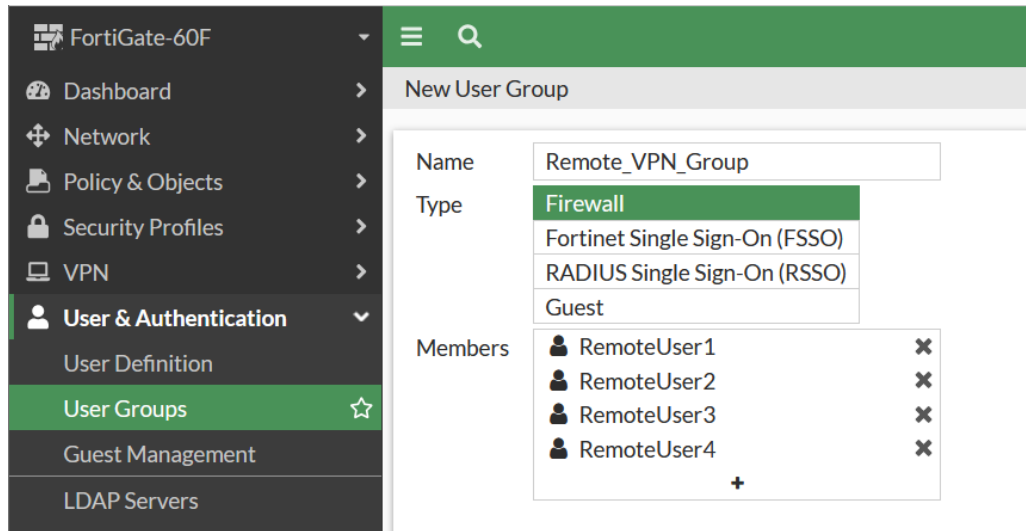 FortiGate-60F
Dashboard
Network
Policy & Objects
Security Profiles
VPN
User & Authentication
User Definition
User Groups
Guest Management
LDAP Servers
New User Group
Name Remote_VPN_Group
Type Firewall
Fortinet Single Sign-On (FSSO)
RADIUS Single Sign-On (RSSO)
Guest
Members RemoteUser1
RemoteUser2
RemoteUser3
RemoteUser4